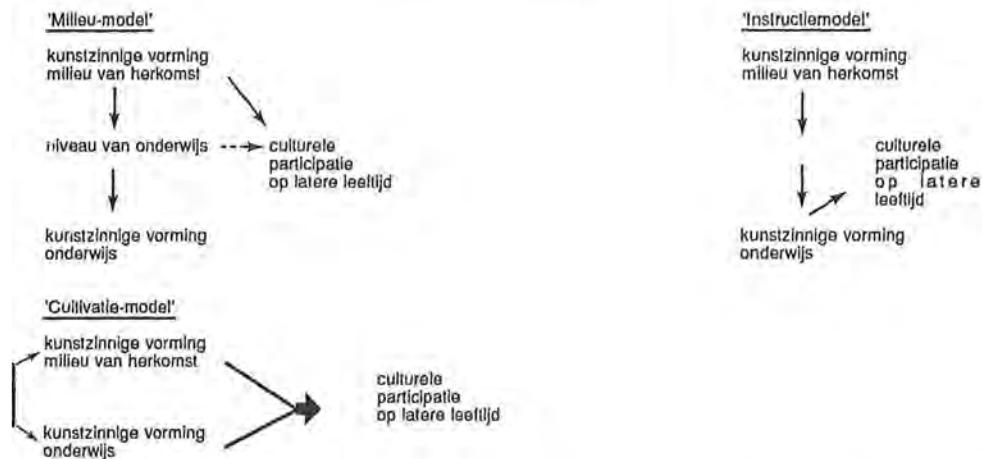 'Milieu-model'
kunstzinnige vorming
milieu van herkomst
niveau van onderwijs
culturele
participatie
op latere leeftijd
kunstzinnige vorming
onderwijs
'Instructiemodel'
kunstzinnige vorming
milieu van herkomst
culturele
participatie
op latere
leeftijd
kunstzinnige vorming
onderwijs
'Cultivatie-model'
kunstzinnige vorming
milieu van herkomst
culturele
participatie
op latere leeftijd
kunstzinnige vorming
onderwijs